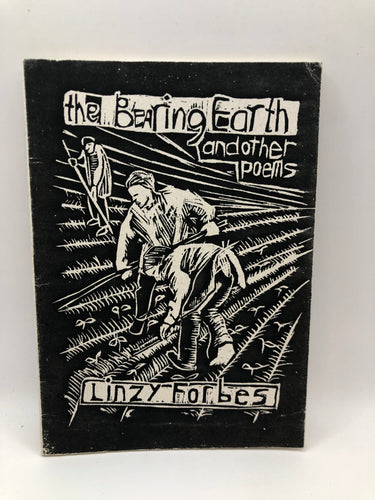 the BEARing Earth
and other
poems
Linzy Forbes